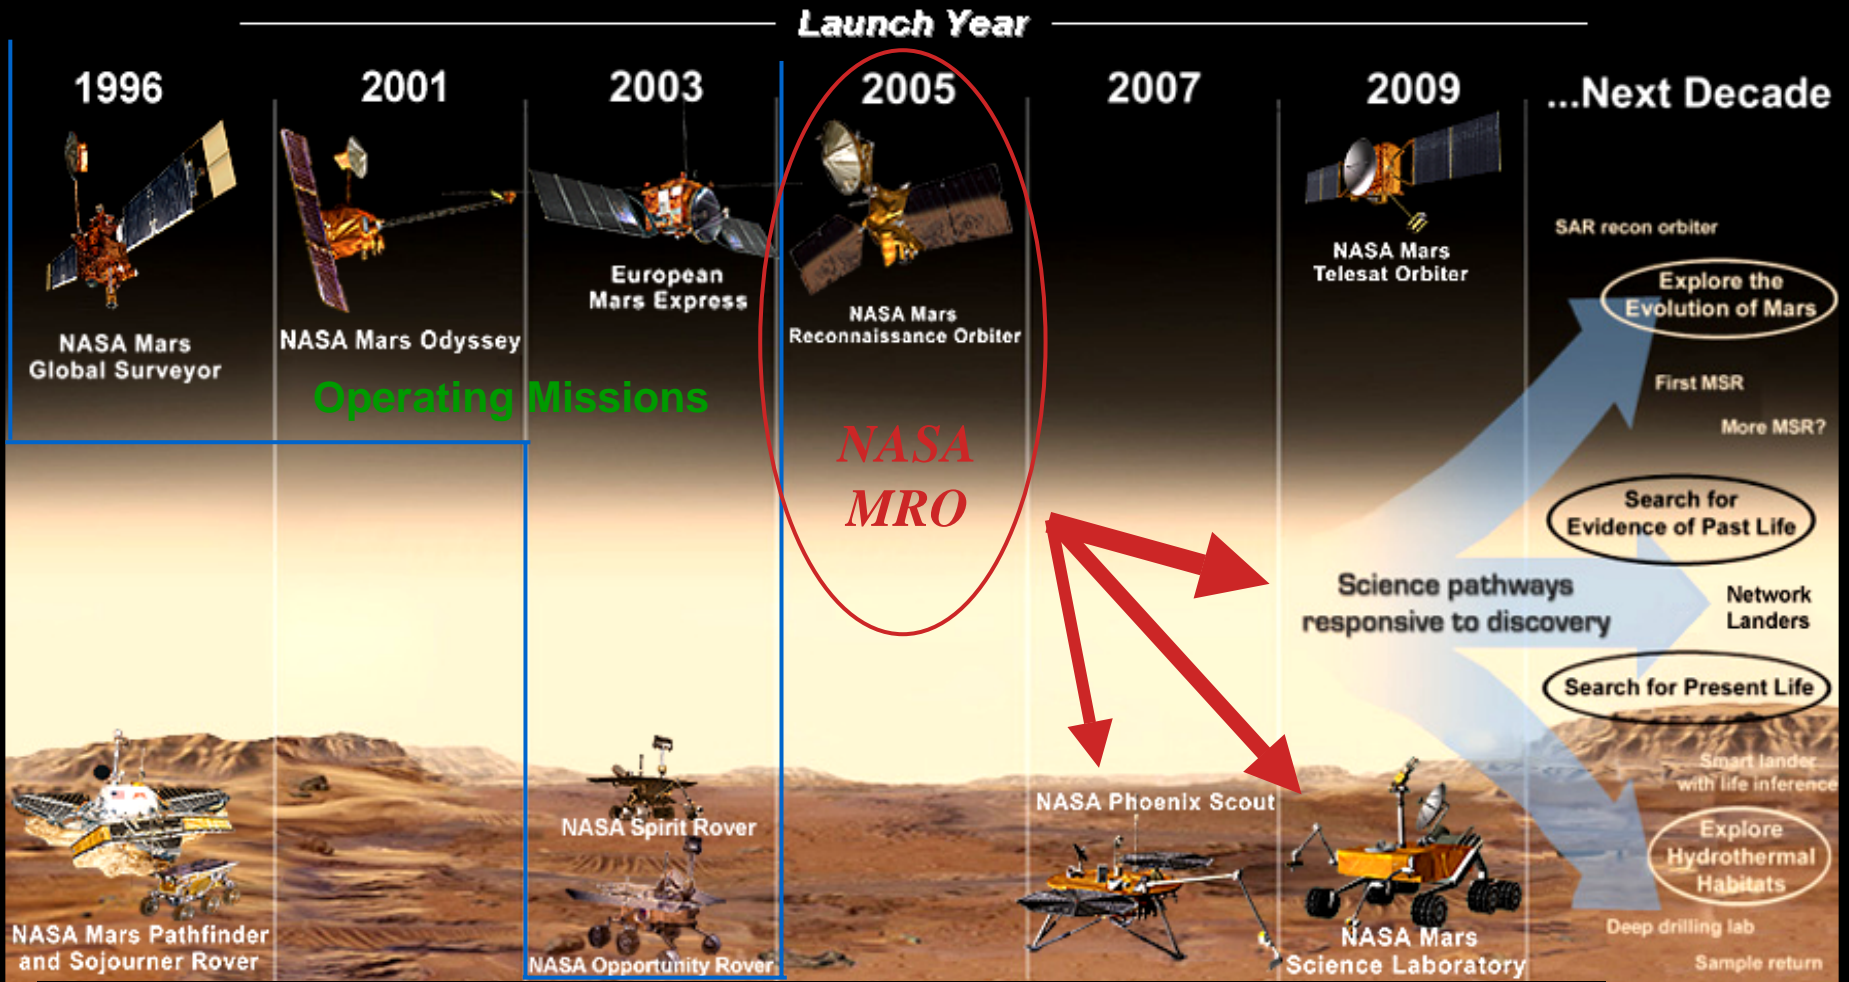 Launch Year
1996
2001
2003
2005
2007
2009
...Next Decade
NASA Mars
Global Surveyor
NASA Mars Odyssey
European
Mars Express
NASA Mars
Reconnaissance Orbiter
NASA Mars
Telesat Orbiter
SAR recon orbiter
Explore the
Evolution of Mars
First MSR
More MSR?
Operating Missions
NASA
MRO
Search for
Evidence of Past Life
Science pathways
responsive to discovery
Network
Landers
Search for Present Life
Smart lander
with life inference
Explore
Hydrothermal
Habitats
Deep drilling lab
Sample return
NASA Mars Pathfinder
and Sojourner Rover
NASA Spirit Rover
NASA Opportunity Rover
NASA Phoenix Scout
NASA Mars
Science Laboratory